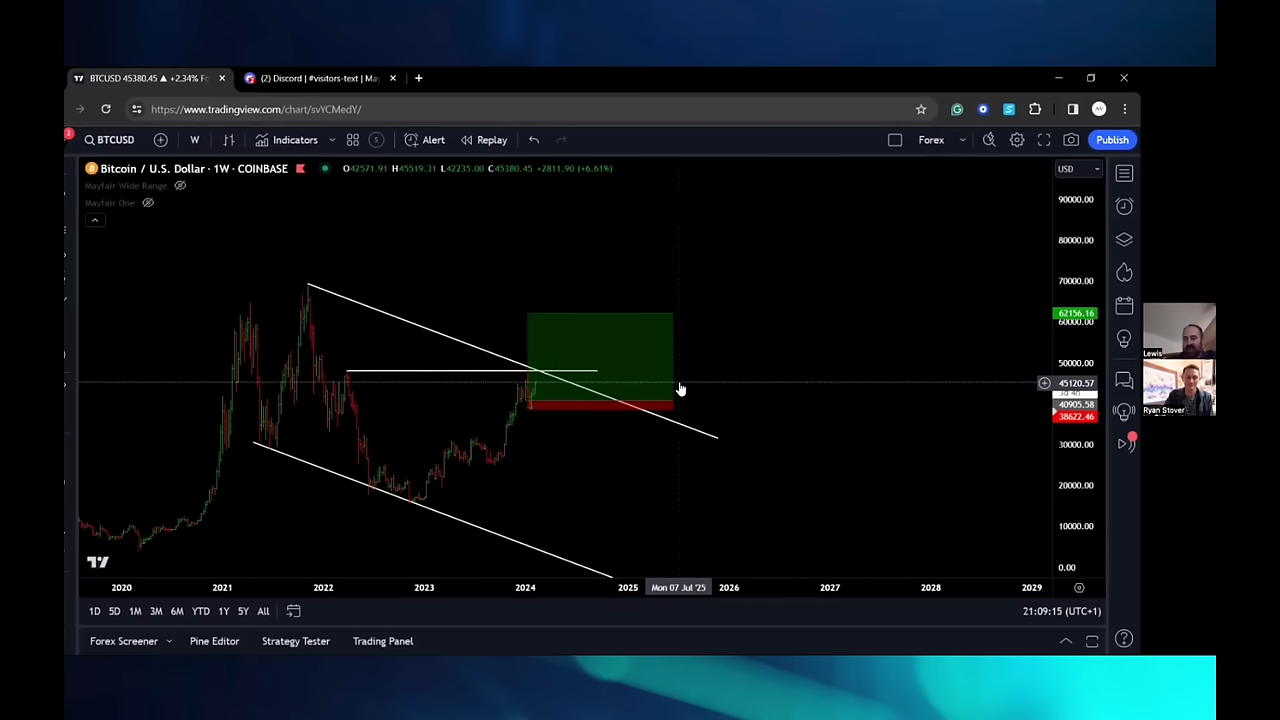 BTCUSD 45380.45 ▲ +2.34% Fo
(2) Discord | #visitors-text | May
https://www.tradingview.com/chart/svYCMedY/
2
BTCUSD
W
Indicators
Alert
Replay
Forex
Publish
Bitcoin / U.S. Dollar · 1W · COINBASE
O42571.91 H45519.31 L42235.00 C45380.45 +2811.90 (+6.61%)
USD
Mayfair Wide Range
Mayfair One
90000.00
80000.00
70000.00
62156.16
60000.00
50000.00
45120.57
3d 4h
40905.58
38622.46
30000.00
20000.00
10000.00
0.00
Lewis
Ryan Stover
2020 2021 2022 2023 2024 2025 Mon 07 Jul '25 2026 2027 2028 2029
1D 5D 1M 3M 6M YTD 1Y 5Y All
21:09:15 (UTC+1)
Forex Screener Pine Editor Strategy Tester Trading Panel